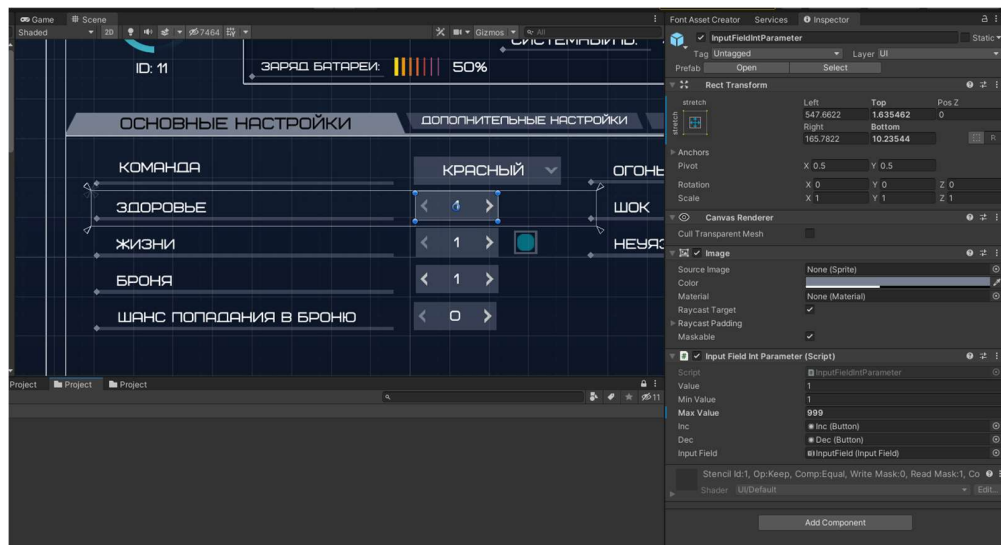 Game Scene
Font Asset Creator Services Inspector
Shaded 2D 7464 Gizmos All
InputFieldIntParameter Static
Tag Untagged Layer UI
Prefab Open Select
ID: 11
ЗАРЯД БАТАРЕИ: 50%
ОСНОВНЫЕ НАСТРОЙКИ
ДОПОЛНИТЕЛЬНЫЕ НАСТРОЙКИ
КОМАНДА КРАСНЫЙ
ЗДОРОВЬЕ ШОК
ЖИЗНИ 1
БРОНЯ 1
ШАНС ПОПАДАНИЯ В БРОНЮ 0
Project Project Project
11
Rect Transform
stretch Left Top Pos Z
stretch 547.6622 1.635462 0
Right Bottom
165.7822 10.23544 R
Anchors
Pivot X 0.5 Y 0.5
Rotation X 0 Y 0 Z 0
Scale X 1 Y 1 Z 1
Canvas Renderer
Cull Transparent Mesh
Image
Source Image None (Sprite)
Color
Material None (Material)
Raycast Target
Raycast Padding
Maskable
Input Field Int Parameter (Script)
Script InputFieldIntParameter
Value 1
Min Value 1
Max Value 999
Inc Inc (Button)
Dec Dec (Button)
Input Field InputField (Input Field)
Stencil Id:1, Op:Keep, Comp:Equal, Write Mask:0, Read Mask:1, Co
Shader UI/Default Edit...
Add Component